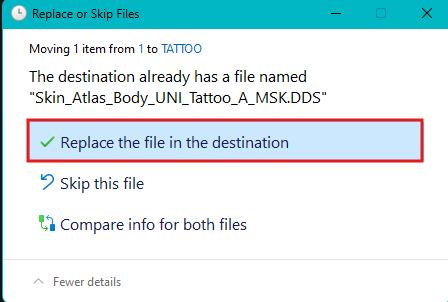 Replace or Skip Files
Moving 1 item from 1 to TATTOO
The destination already has a file named
"Skin_Atlas_Body_UNI_Tattoo_A_MSK.DDS"
Replace the file in the destination
Skip this file
Compare info for both files
Fewer details